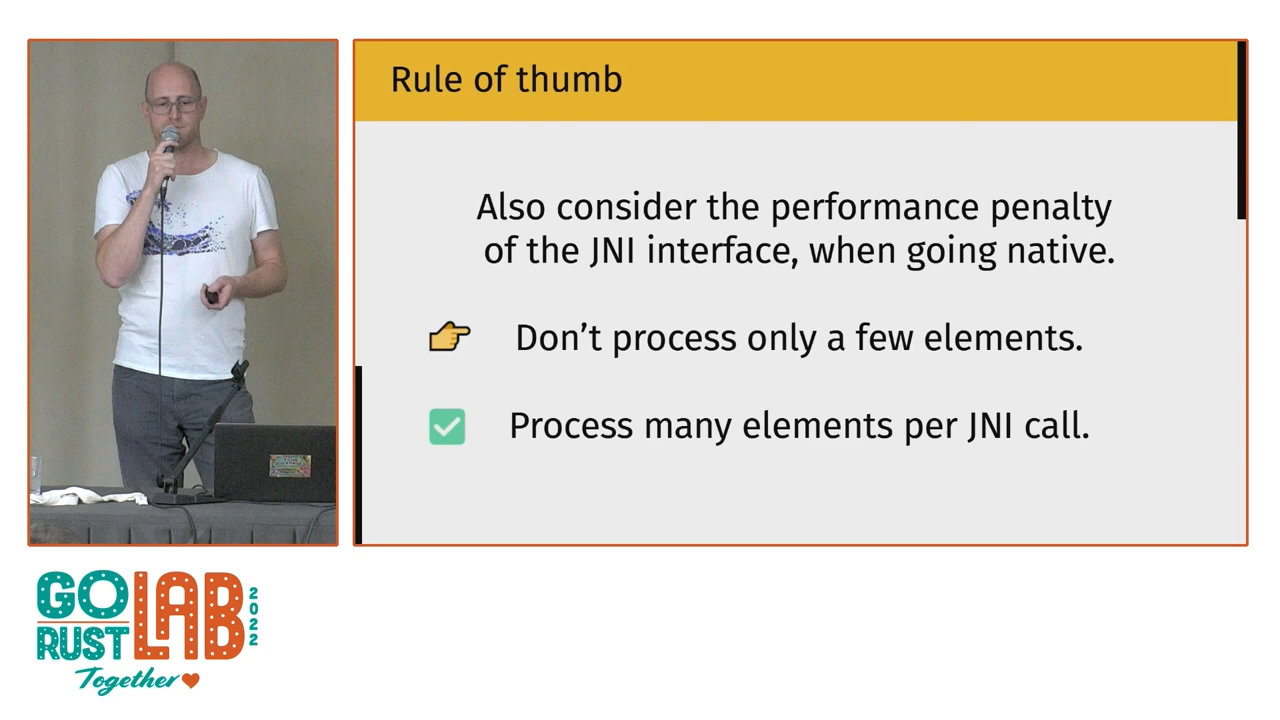 Rule of thumb
Also consider the performance penalty
of the JNI interface, when going native.
Don’t process only a few elements.
Process many elements per JNI call.
GO
RUST
LAB
2022
Together